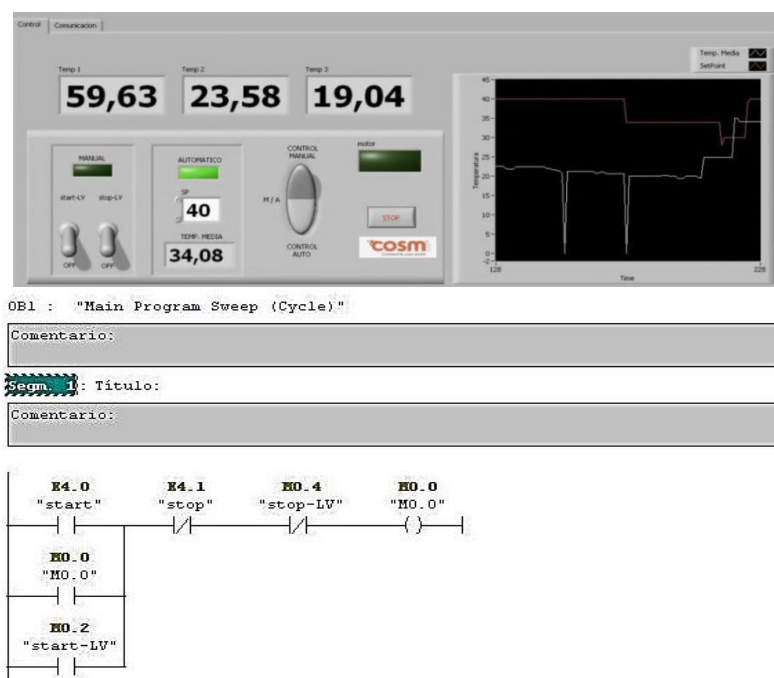 Control Comunicacion
Temp. Media
SetPoint
Temp 1 Temp 2 Temp 3
59,63 23,58 19,04
MANUAL
start-LV stop-LV
OFF OFF
AUTOMATICO
SP
40
TEMP. MEDIA
34,08
CONTROL
MANUAL
M / A
CONTROL
AUTO
motor
STOP
cosm
Temperatura
45
40
35
30
25
20
15
10
5
0
-2
128 228
Time
OB1 : "Main Program Sweep (Cycle)"
Comentario:
Segm. 1: Título:
Comentario:
E4.0 E4.1 M0.4 M0.0
"start" "stop" "stop-LV" "M0.0"
M0.0
"M0.0"
M0.2
"start-LV"